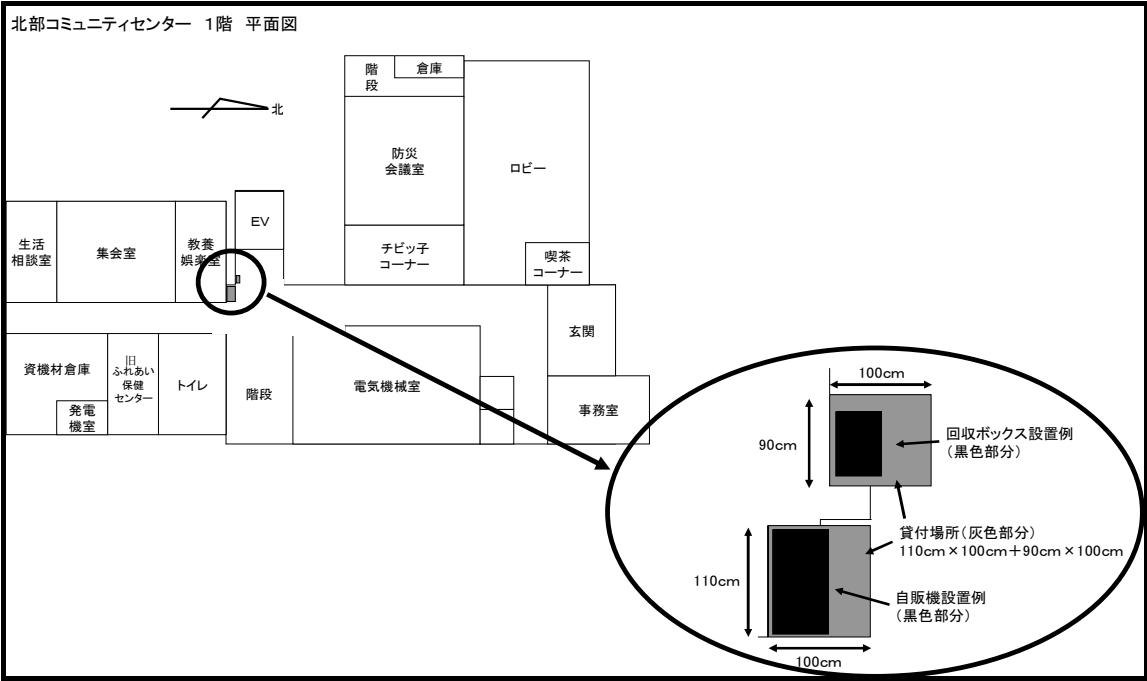 北部コミュニティセンター 1階 平面図
階
段
倉庫
北
防災
会議室
ロビー
EV
生活
相談室
集会室
教養
娯楽室
チビッ子
コーナー
喫茶
コーナー
玄関
資機材倉庫
旧
ふれあい
保健
センター
トイレ
階段
電気機械室
発電
機室
事務室
100cm
90cm
回収ボックス設置例
(黒色部分)
貸付場所(灰色部分)
110cm×100cm+90cm×100cm
110cm
自販機設置例
(黒色部分)
100cm